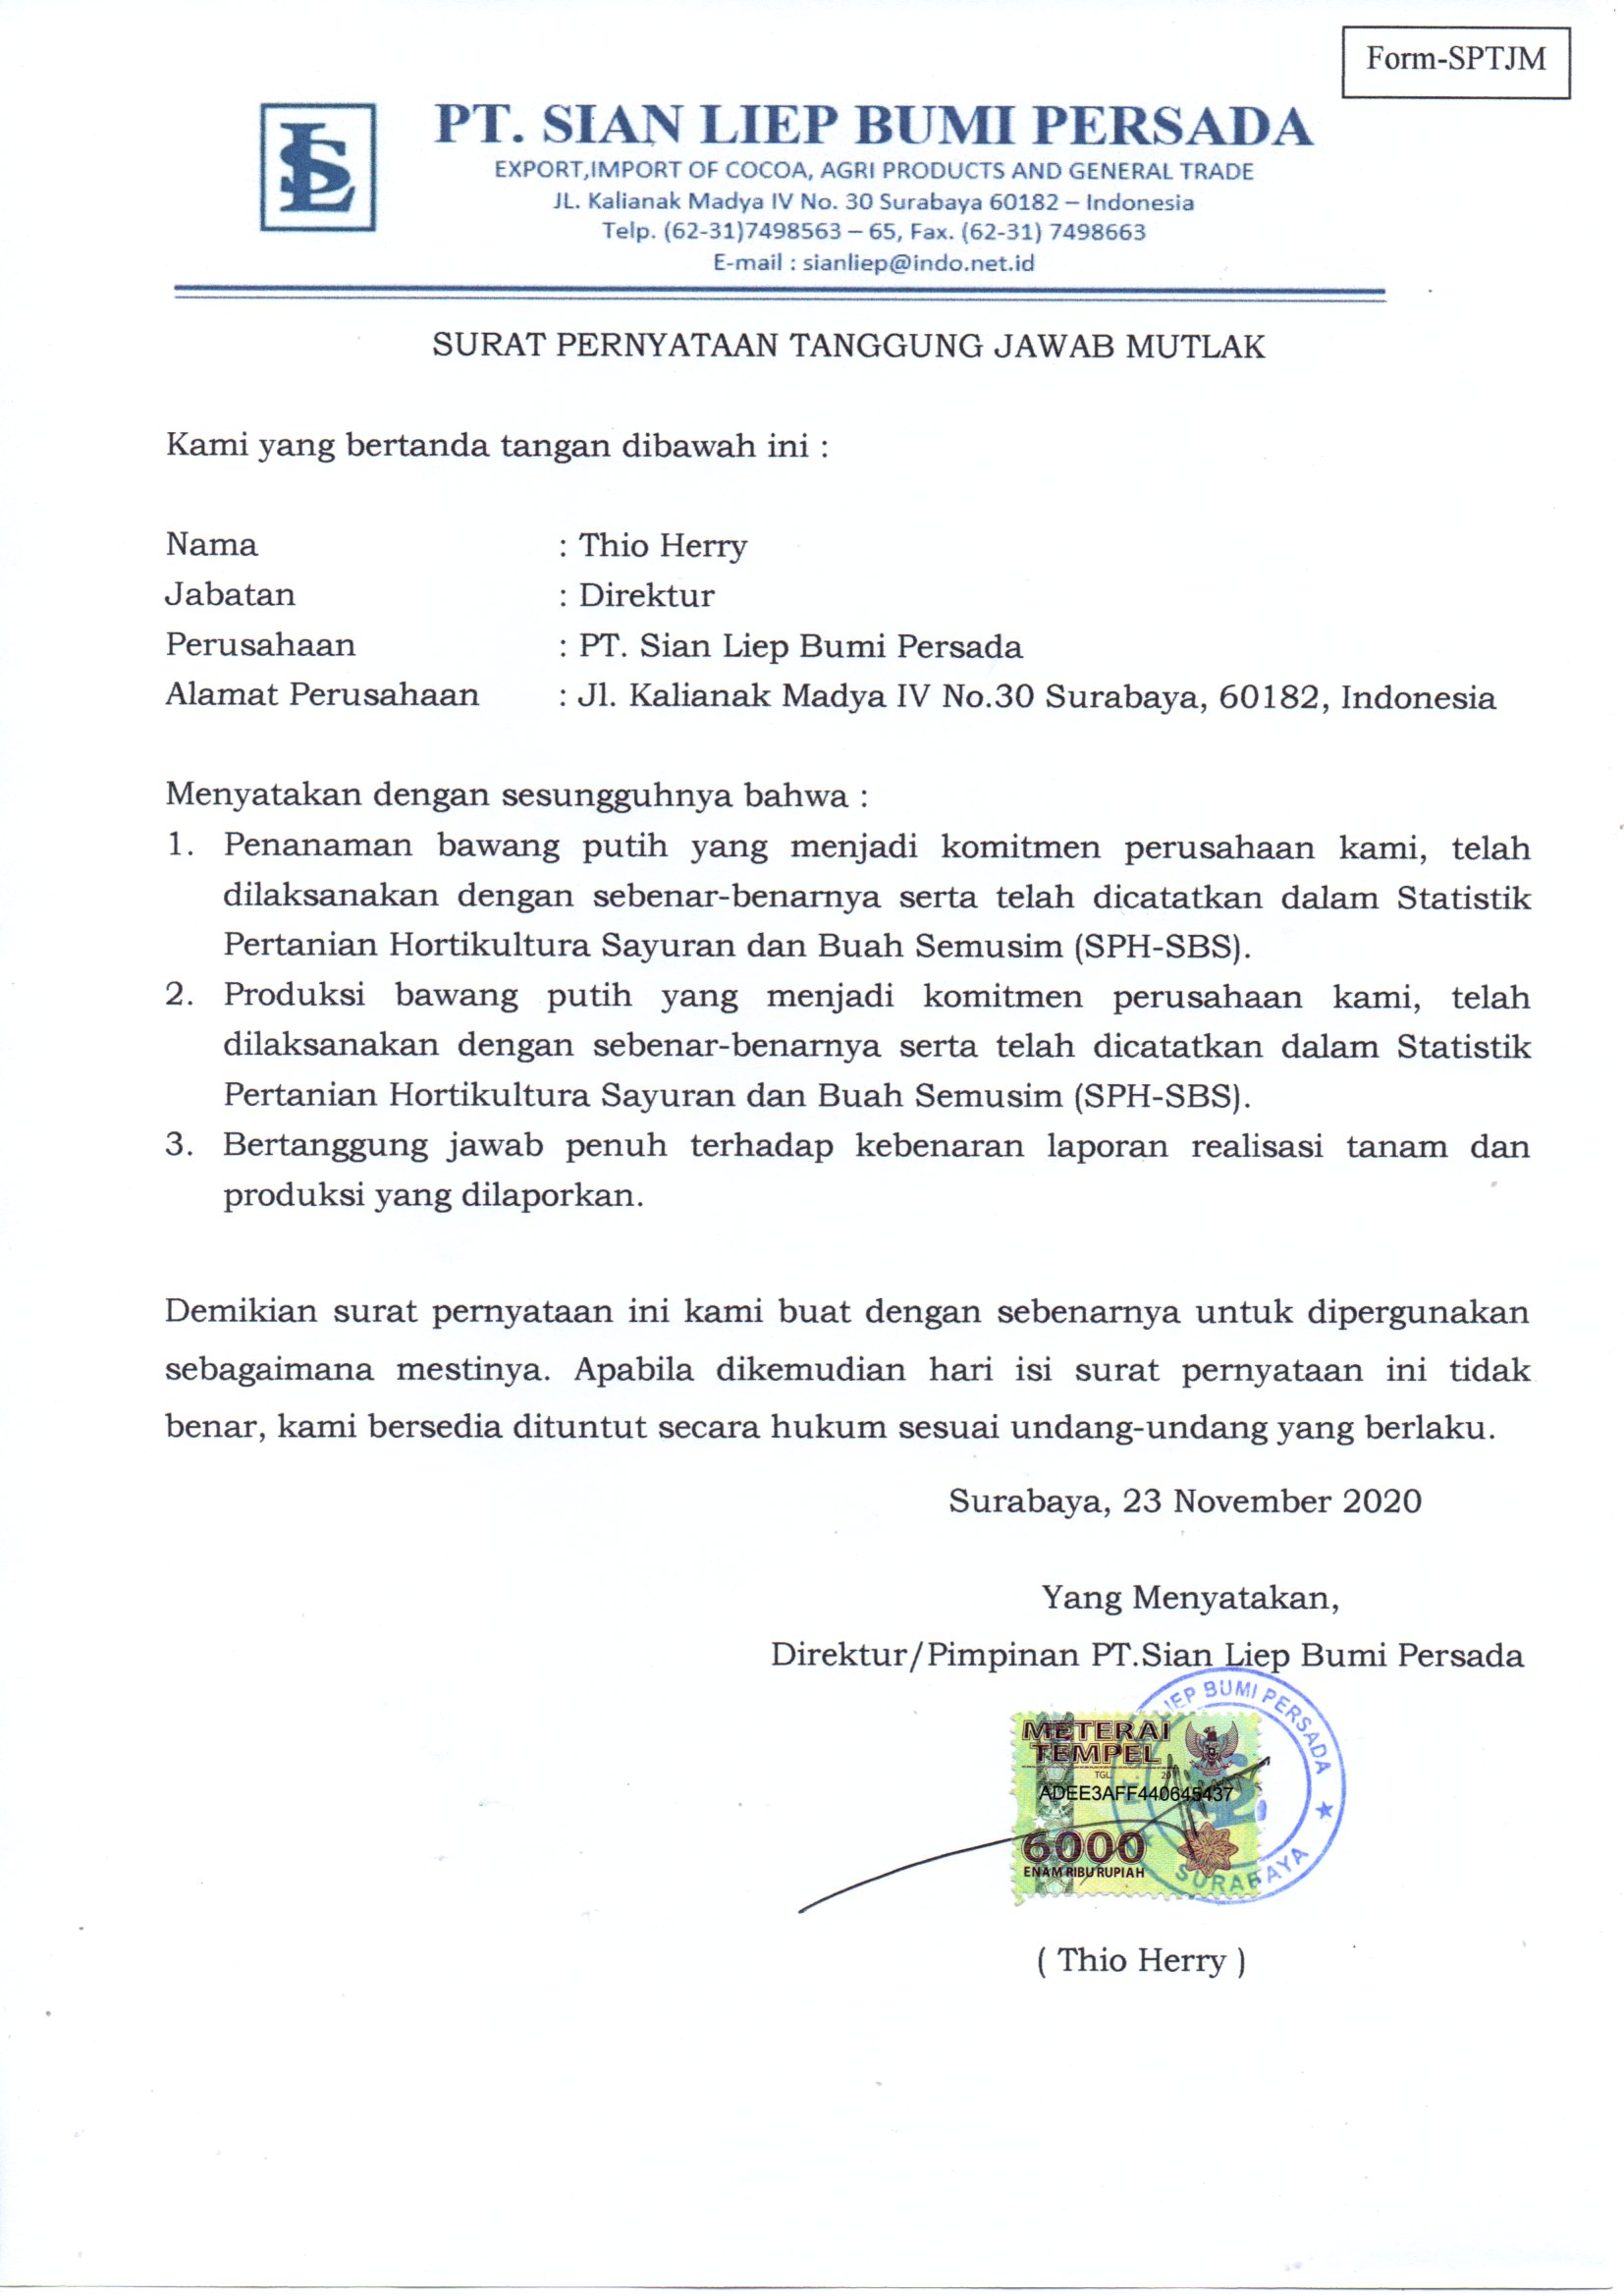 Form-SPTJM
SL
PT. SIAN LIEP BUMI PERSADA
EXPORT,IMPORT OF COCOA, AGRI PRODUCTS AND GENERAL TRADE
JL. Kalianak Madya IV No. 30 Surabaya 60182 – Indonesia
Telp. (62-31)7498563 – 65, Fax. (62-31) 7498663
E-mail : sianliep@indo.net.id
SURAT PERNYATAAN TANGGUNG JAWAB MUTLAK
Kami yang bertanda tangan dibawah ini :
Nama : Thio Herry
Jabatan : Direktur
Perusahaan : PT. Sian Liep Bumi Persada
Alamat Perusahaan : Jl. Kalianak Madya IV No.30 Surabaya, 60182, Indonesia
Menyatakan dengan sesungguhnya bahwa :
1. Penanaman bawang putih yang menjadi komitmen perusahaan kami, telah
dilaksanakan dengan sebenar-benarnya serta telah dicatatkan dalam Statistik
Pertanian Hortikultura Sayuran dan Buah Semusim (SPH-SBS).
2. Produksi bawang putih yang menjadi komitmen perusahaan kami, telah
dilaksanakan dengan sebenar-benarnya serta telah dicatatkan dalam Statistik
Pertanian Hortikultura Sayuran dan Buah Semusim (SPH-SBS).
3. Bertanggung jawab penuh terhadap kebenaran laporan realisasi tanam dan
produksi yang dilaporkan.
Demikian surat pernyataan ini kami buat dengan sebenarnya untuk dipergunakan
sebagaimana mestinya. Apabila dikemudian hari isi surat pernyataan ini tidak
benar, kami bersedia dituntut secara hukum sesuai undang-undang yang berlaku.
Surabaya, 23 November 2020
Yang Menyatakan,
Direktur/Pimpinan PT.Sian Liep Bumi Persada
BUMI PERSADA
METERAI
TEMPEL
TGL. 20
ADEE3AFF440645437
6000
ENAM RIBU RUPIAH
SURABAYA
( Thio Herry )